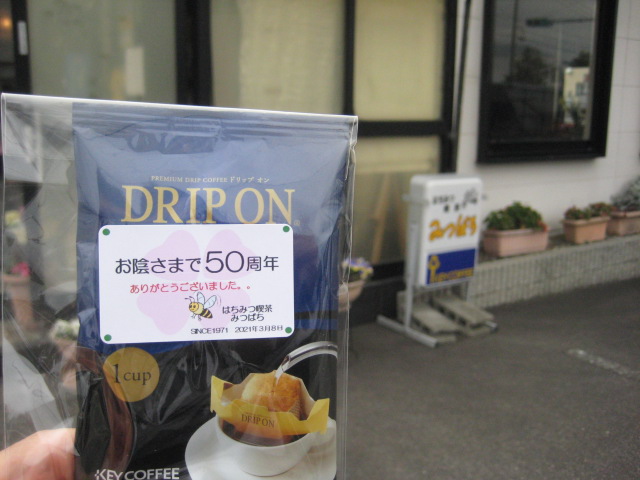 PREMIUM DRIP COFFEE ドリップ オン
DRIP ON
お陰さまで50周年
ありがとうございました。。
はちみつ喫茶
みつばち
SINCE1971 2021年3月8日
1 cup
DRIP ON
KEY COFFEE
みつばち